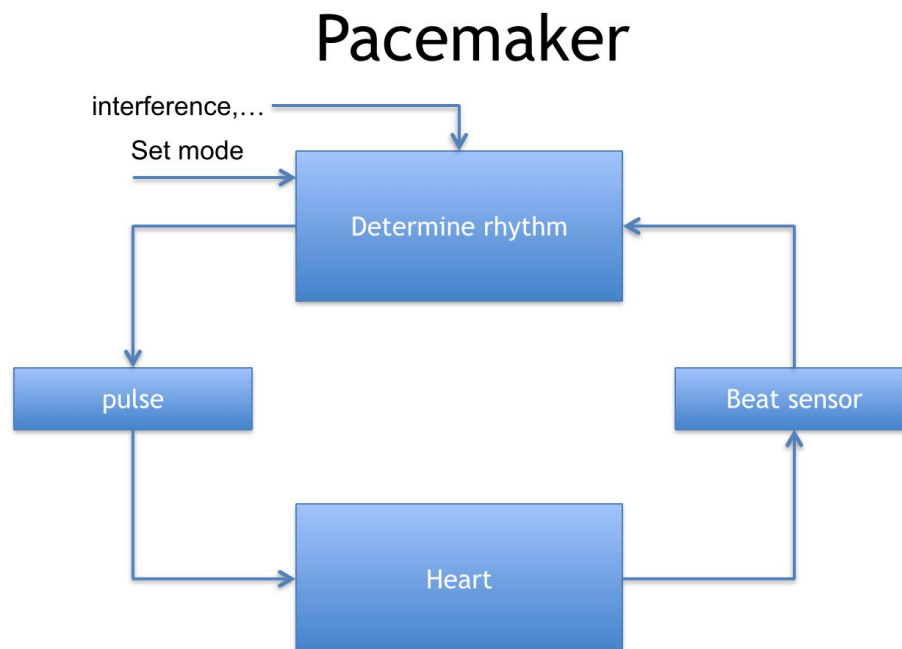 Pacemaker
interference,…
Set mode
Determine rhythm
pulse
Beat sensor
Heart